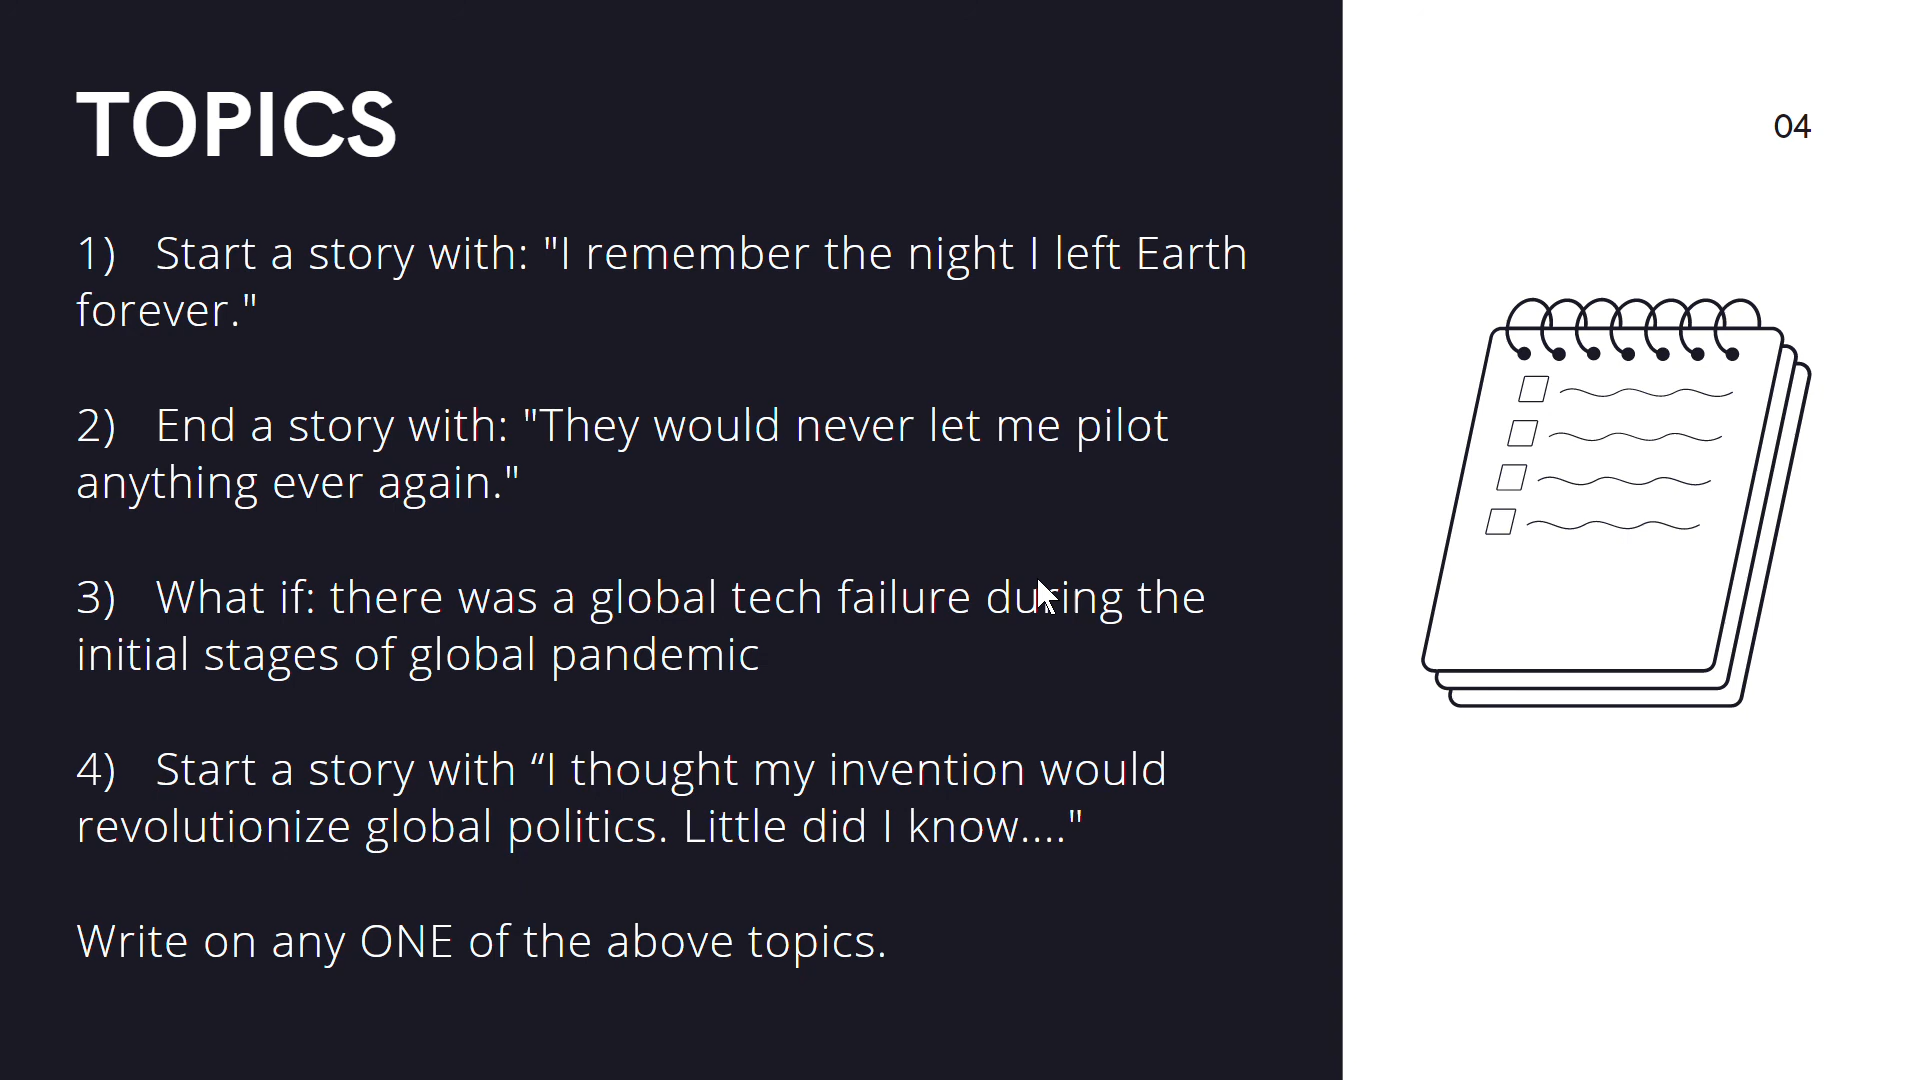 TOPICS
04
1) Start a story with: "I remember the night I left Earth
forever."
2) End a story with: "They would never let me pilot
anything ever again."
3) What if: there was a global tech failure during the
initial stages of global pandemic
4) Start a story with “I thought my invention would
revolutionize global politics. Little did I know...."
Write on any ONE of the above topics.